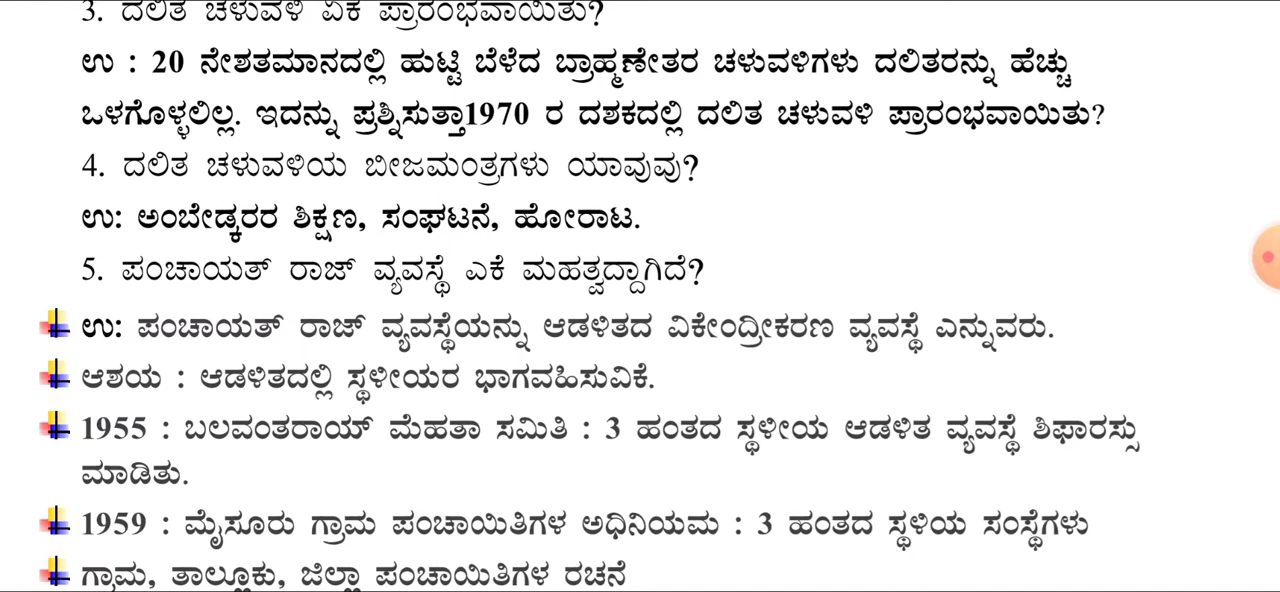 3. ದಲಿತ ಚಳುವಳಿ ಏಕೆ ಪ್ರಾರಂಭವಾಯಿತು?
ಉ : 20 ನೇಶತಮಾನದಲ್ಲಿ ಹುಟ್ಟಿ ಬೆಳೆದ ಬ್ರಾಹ್ಮಣೇತರ ಚಳುವಳಿಗಳು ದಲಿತರನ್ನು ಹೆಚ್ಚು
ಒಳಗೊಳ್ಳಲಿಲ್ಲ. ಇದನ್ನು ಪ್ರಶ್ನಿಸುತ್ತಾ1970 ರ ದಶಕದಲ್ಲಿ ದಲಿತ ಚಳುವಳಿ ಪ್ರಾರಂಭವಾಯಿತು?
4. ದಲಿತ ಚಳುವಳಿಯ ಬೀಜಮಂತ್ರಗಳು ಯಾವುವು?
ಉ: ಅಂಬೇಡ್ಕರರ ಶಿಕ್ಷಣ, ಸಂಘಟನೆ, ಹೋರಾಟ.
5. ಪಂಚಾಯತ್ ರಾಜ್ ವ್ಯವಸ್ಥೆ ಎಕೆ ಮಹತ್ವದ್ದಾಗಿದೆ?
ಉ: ಪಂಚಾಯತ್ ರಾಜ್ ವ್ಯವಸ್ಥೆಯನ್ನು ಆಡಳಿತದ ವಿಕೇಂದ್ರೀಕರಣ ವ್ಯವಸ್ಥೆ ಎನ್ನುವರು.
ಆಶಯ : ಆಡಳಿತದಲ್ಲಿ ಸ್ಥಳೀಯರ ಭಾಗವಹಿಸುವಿಕೆ.
1955 : ಬಲವಂತರಾಯ್ ಮೆಹತಾ ಸಮಿತಿ : 3 ಹಂತದ ಸ್ಥಳೀಯ ಆಡಳಿತ ವ್ಯವಸ್ಥೆ ಶಿಫಾರಸ್ಸು
ಮಾಡಿತು.
1959 : ಮೈಸೂರು ಗ್ರಾಮ ಪಂಚಾಯಿತಿಗಳ ಅಧಿನಿಯಮ : 3 ಹಂತದ ಸ್ಥಳಿಯ ಸಂಸ್ಥೆಗಳು
ಗ್ರಾಮ, ತಾಲ್ಲೂಕು, ಜಿಲ್ಲಾ ಪಂಚಾಯಿತಿಗಳ ರಚನೆ